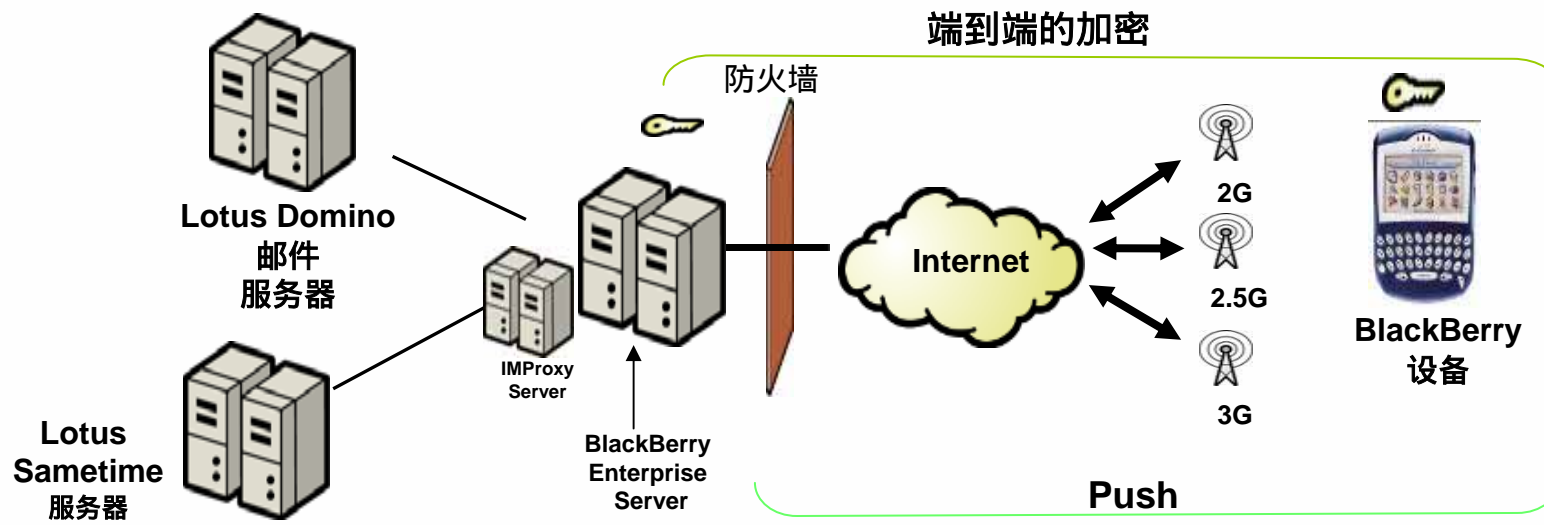 端到端的加密
防火墙
Lotus Domino
邮件
服务器
Lotus
Sametime
服务器
IMProxy
Server
BlackBerry
Enterprise
Server
Internet
2G
2.5G
3G
BlackBerry
设备
Push